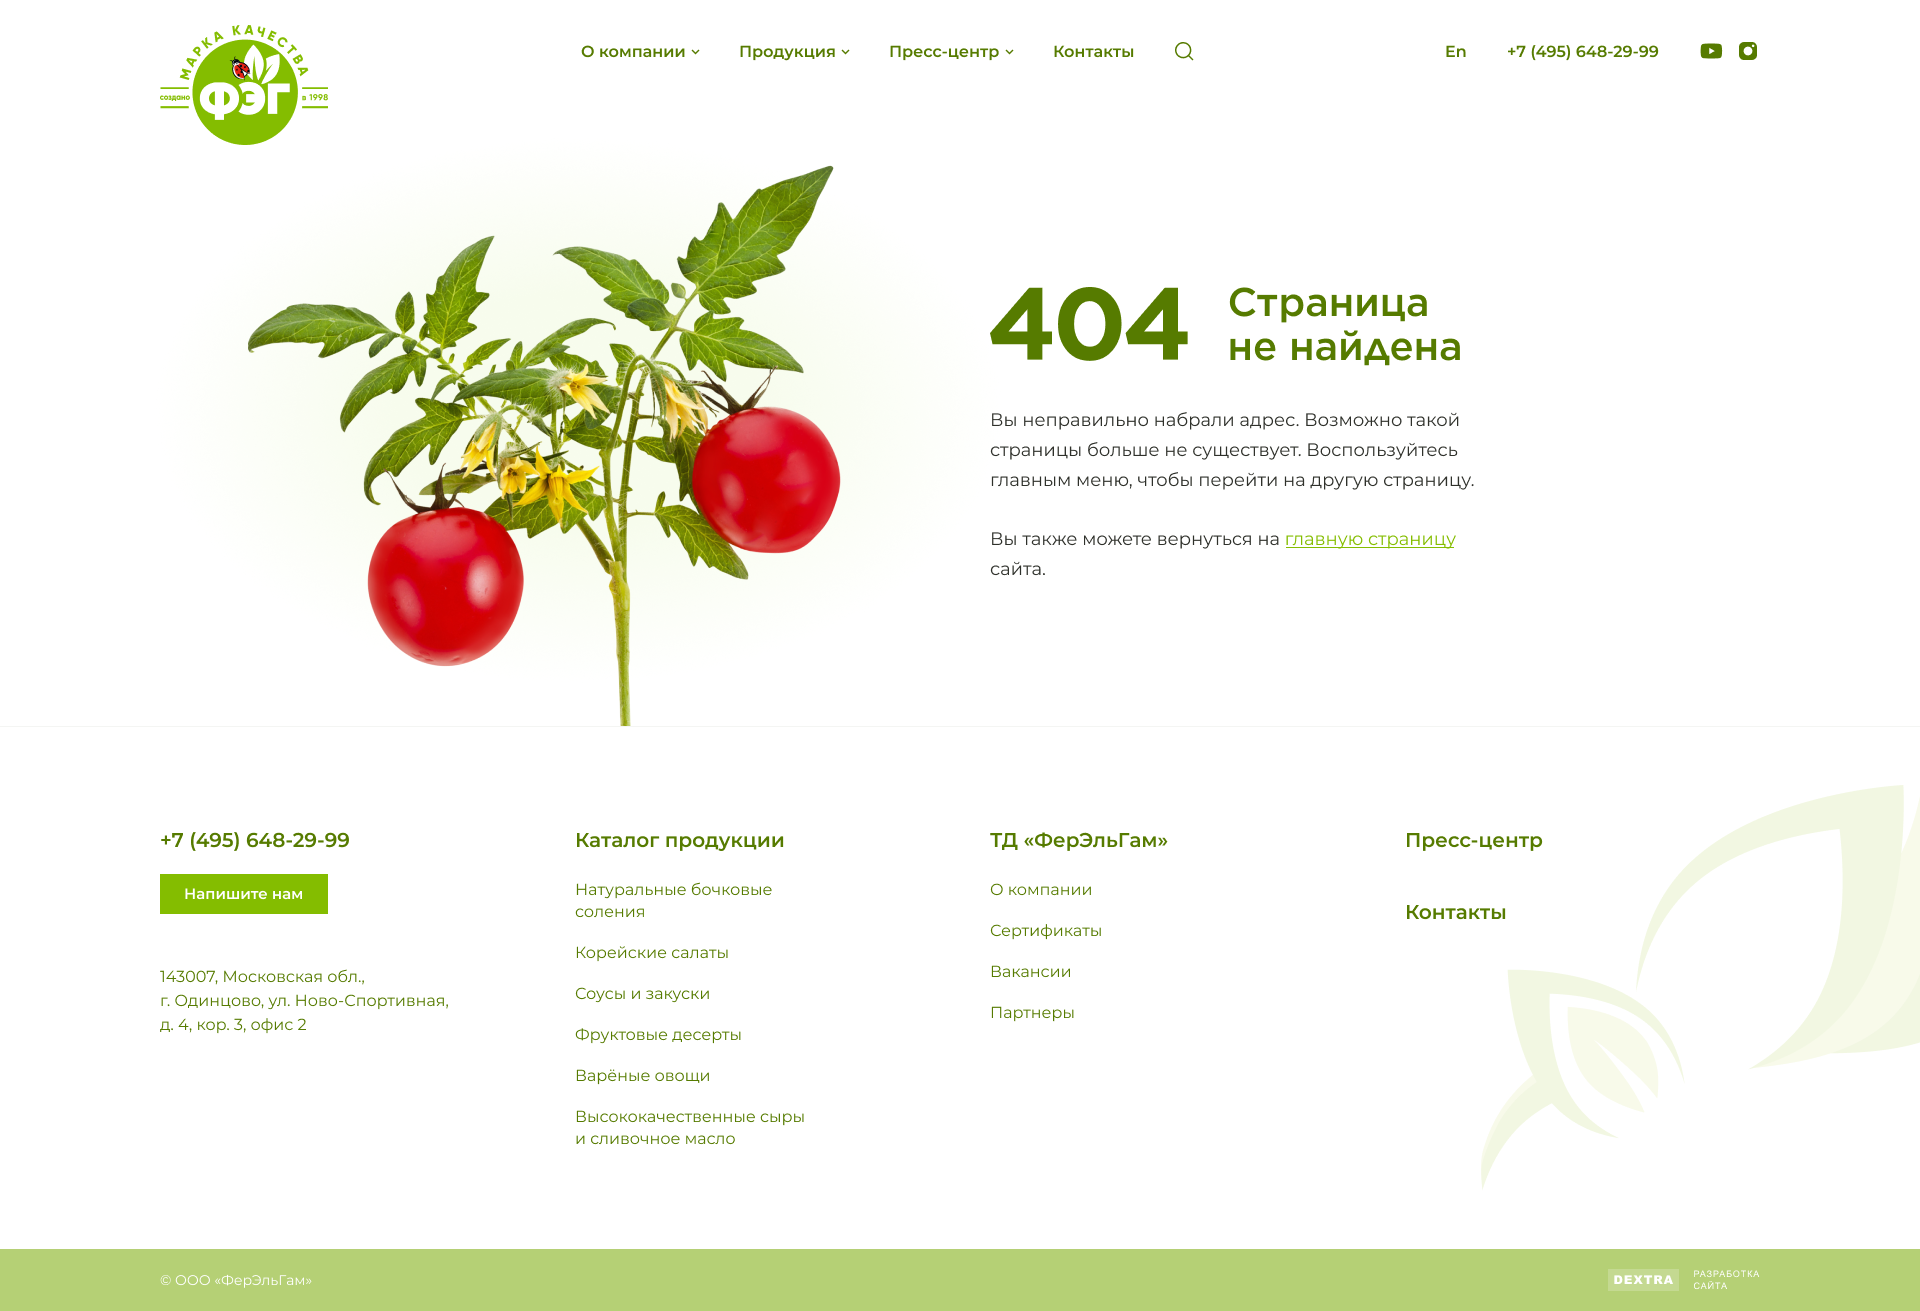 МАРКА КАЧЕСТВА
создано
в 1998
ФЭГ
О компании
Продукция
Пресс-центр
Контакты
En
+7 (495) 648-29-99
404
Страница
не найдена
Вы неправильно набрали адрес. Возможно такой
страницы больше не существует. Воспользуйтесь
главным меню, чтобы перейти на другую страницу.
Вы также можете вернуться на главную страницу
сайта.
+7 (495) 648-29-99
Напишите нам
143007, Московская обл.,
г. Одинцово, ул. Ново-Спортивная,
д. 4, кор. 3, офис 2
Каталог продукции
Натуральные бочковые
соления
Корейские салаты
Соусы и закуски
Фруктовые десерты
Варёные овощи
Высококачественные сыры
и сливочное масло
ТД «ФерЭльГам»
О компании
Сертификаты
Вакансии
Партнеры
Пресс-центр
Контакты
© ООО «ФерЭльГам»
DEXTRA
РАЗРАБОТКА
САЙТА